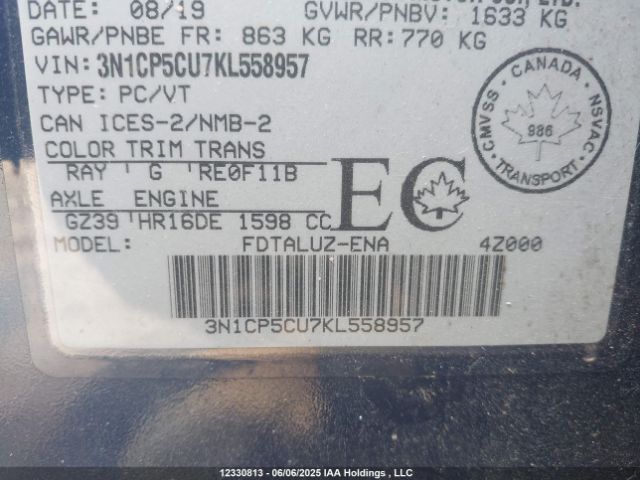 DATE: 08/19 GVWR/PNBV: 1633 KG
GAWR/PNBE FR: 863 KG RR: 770 KG
VIN: 3N1CP5CU7KL558957
TYPE: PC/VT
CAN ICES-2/NMB-2
COLOR TRIM TRANS
RAY G RE0F11B
AXLE ENGINE
GZ39 HR16DE 1598 CC
EC
MODEL: FDTALUZ-ENA 4Z000
3N1CP5CU7KL558957
CANADA
CMVSS
NSVAC
986
TRANSPORT
12330813 - 06/06/2025 IAA Holdings , LLC